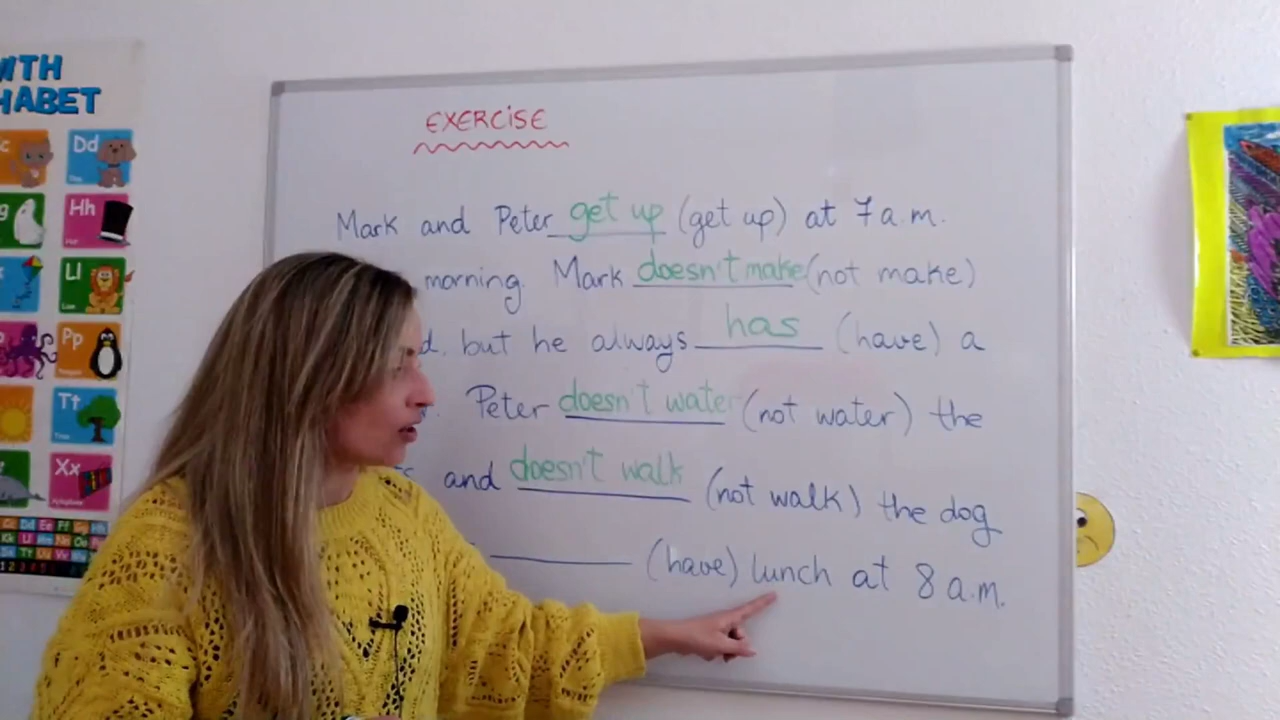 WITH
HABET
Dd
Hh
Ll
Pp
Tt
Xx
EXERCISE
Mark and Peter get up (get up) at 7 a.m.
morning. Mark doesn't make (not make)
but he always has (have) a
Peter doesn't water (not water) the
and doesn't walk (not walk) the dog
(have) lunch at 8 a.m.